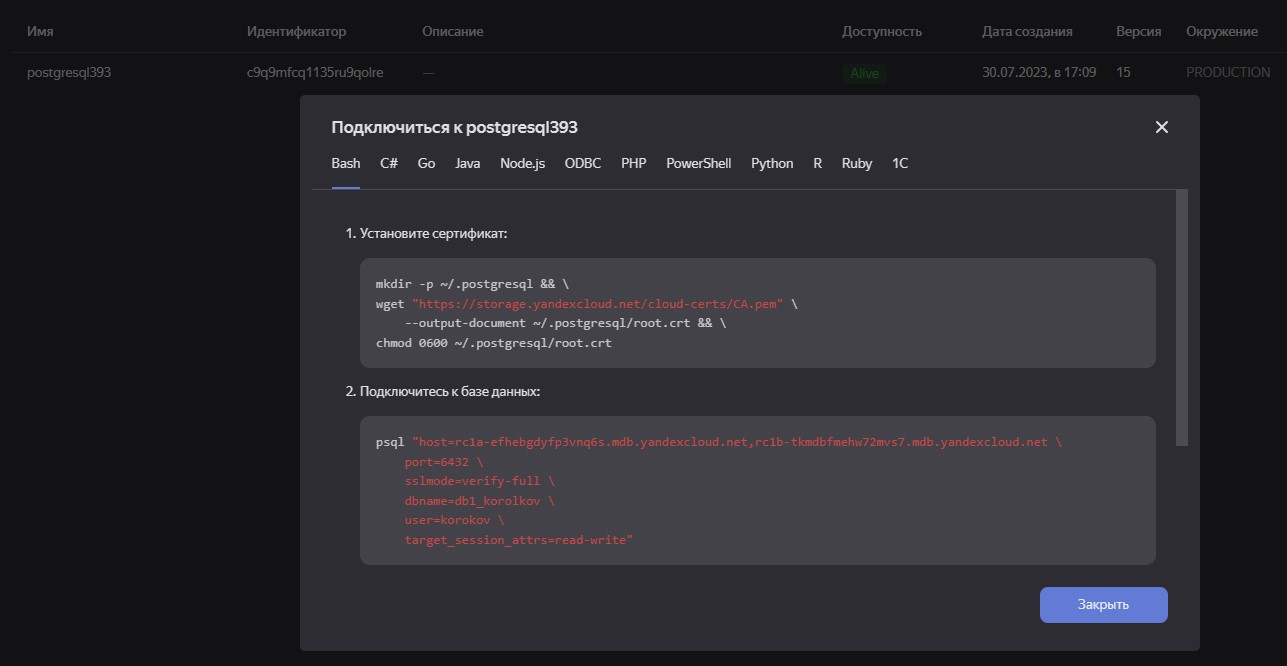 Имя Идентификатор Описание Доступность Дата создания Версия Окружение
postgresql393 c9q9mfcq1135ru9qolre — Alive 30.07.2023, в 17:09 15 PRODUCTION
Подключиться к postgresql393
Bash C# Go Java Node.js ODBC PHP PowerShell Python R Ruby 1C
1. Установите сертификат:
mkdir -p ~/.postgresql && \
wget "https://storage.yandexcloud.net/cloud-certs/CA.pem" \
--output-document ~/.postgresql/root.crt && \
chmod 0600 ~/.postgresql/root.crt
2. Подключитесь к базе данных:
psql "host=rc1a-efhebgdyfp3vnq6s.mdb.yandexcloud.net,rc1b-tkmdbfmehw72mvs7.mdb.yandexcloud.net \
port=6432 \
sslmode=verify-full \
dbname=db1_korolkov \
user=korokov \
target_session_attrs=read-write"
Закрыть